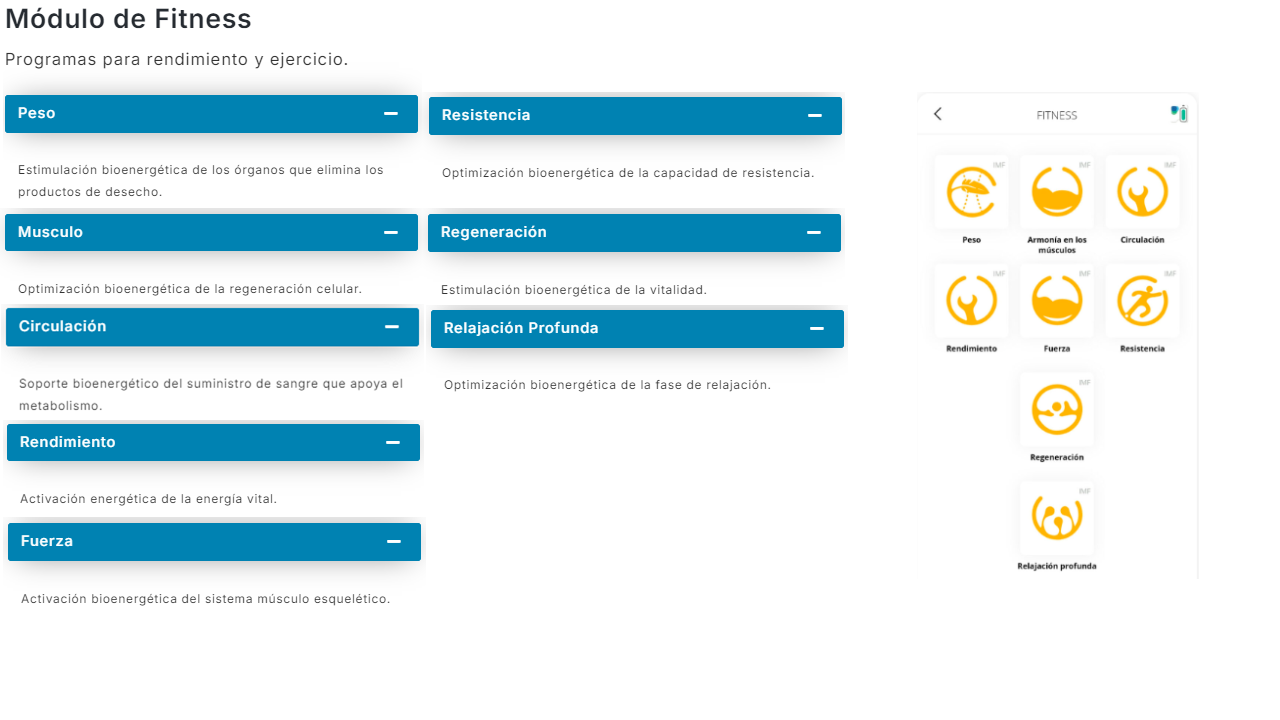 Módulo de Fitness
Programas para rendimiento y ejercicio.
Peso
Estimulación bioenergética de los órganos que elimina los
productos de desecho.
Musculo
Optimización bioenergética de la regeneración celular.
Circulación
Soporte bioenergético del suministro de sangre que apoya el
metabolismo.
Rendimiento
Activación energética de la energía vital.
Fuerza
Activación bioenergética del sistema músculo esquelético.
Resistencia
Optimización bioenergética de la capacidad de resistencia.
Regeneración
Estimulación bioenergética de la vitalidad.
Relajación Profunda
Optimización bioenergética de la fase de relajación.
FITNESS
IMF
IMF
IMF
Peso
Armonía en los
músculos
Circulación
IMF
IMF
IMF
Rendimiento
Fuerza
Resistencia
IMF
Regeneración
IMF
Relajación profunda